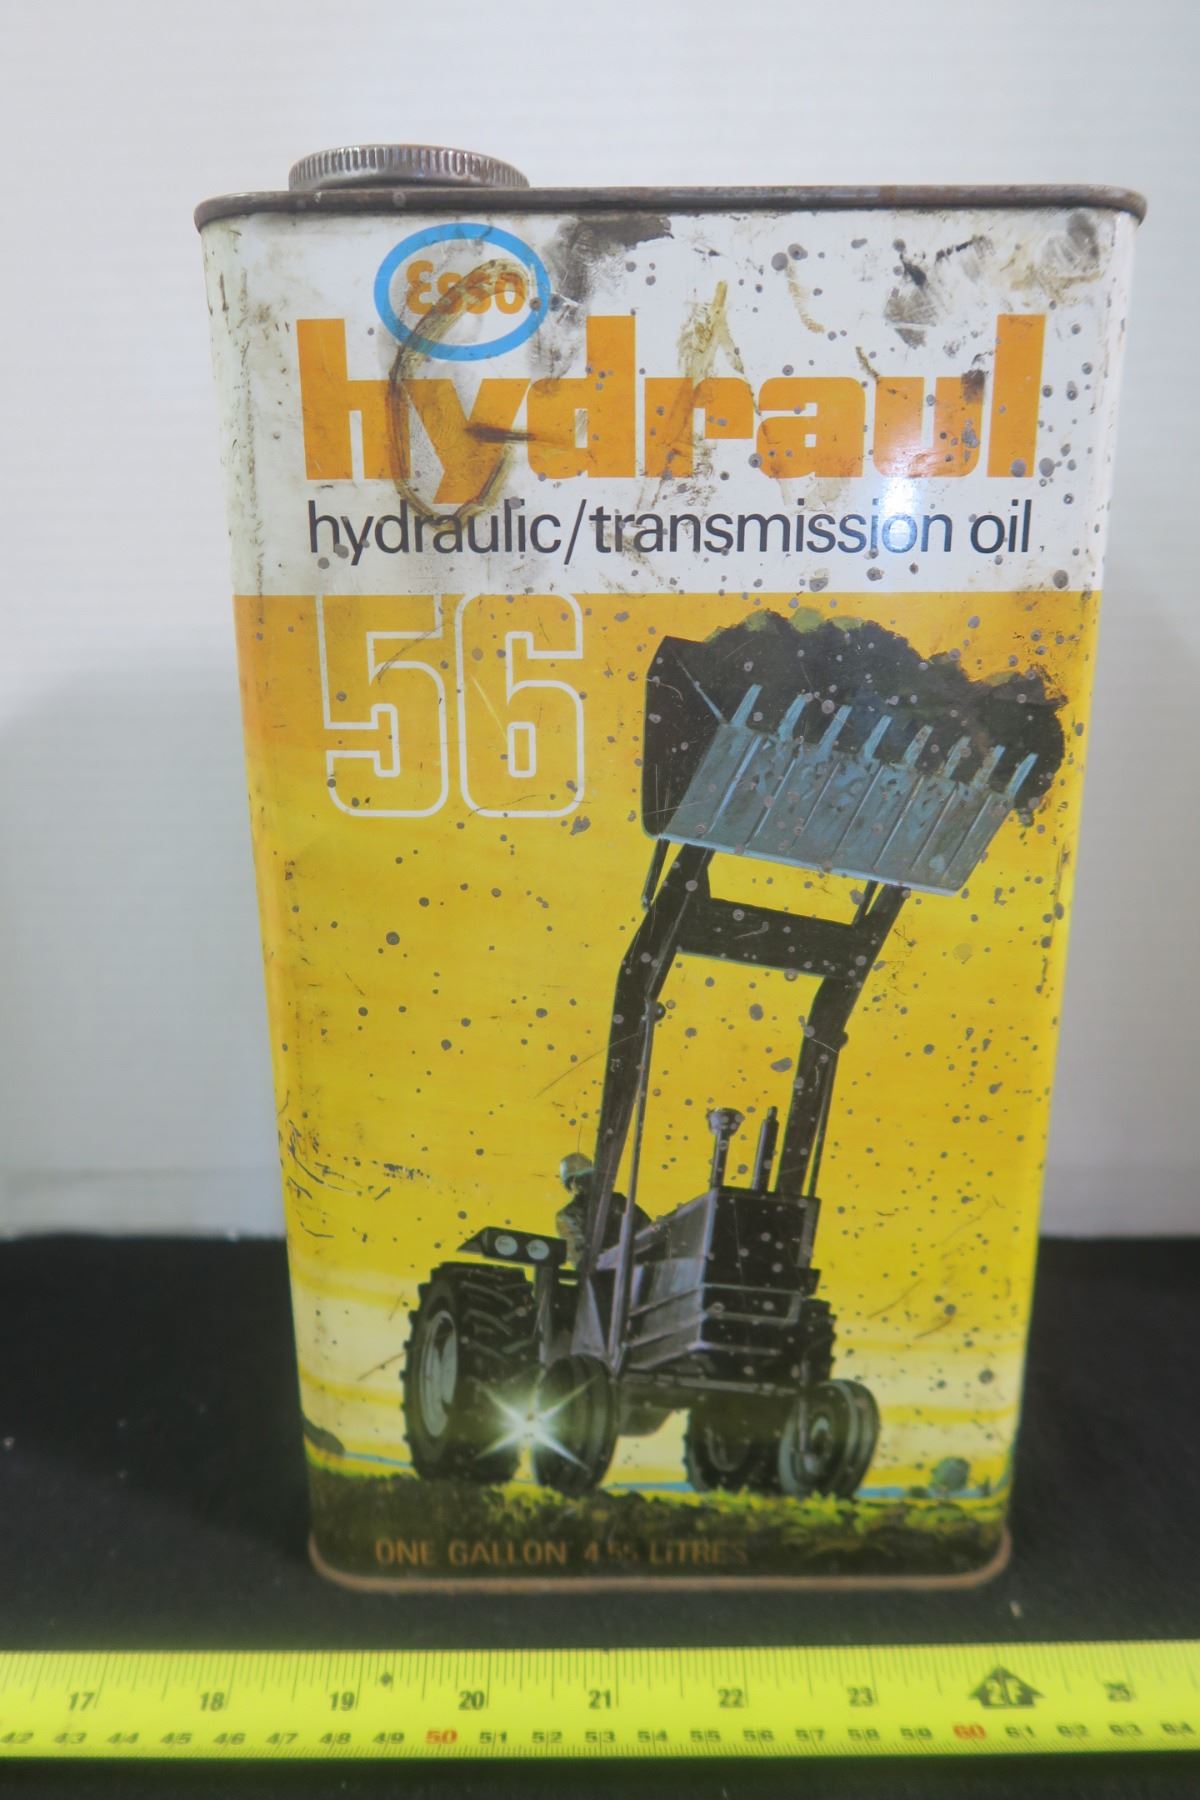 Esso
hydraul
hydraulic/transmission oil
56
ONE GALLON 4.55 LITRES
17 18 19 20 21 22 23 2F 25
42 43 44 45 46 47 48 49 50 51 52 53 54 55 56 57 58 59 60 61 62 63 64